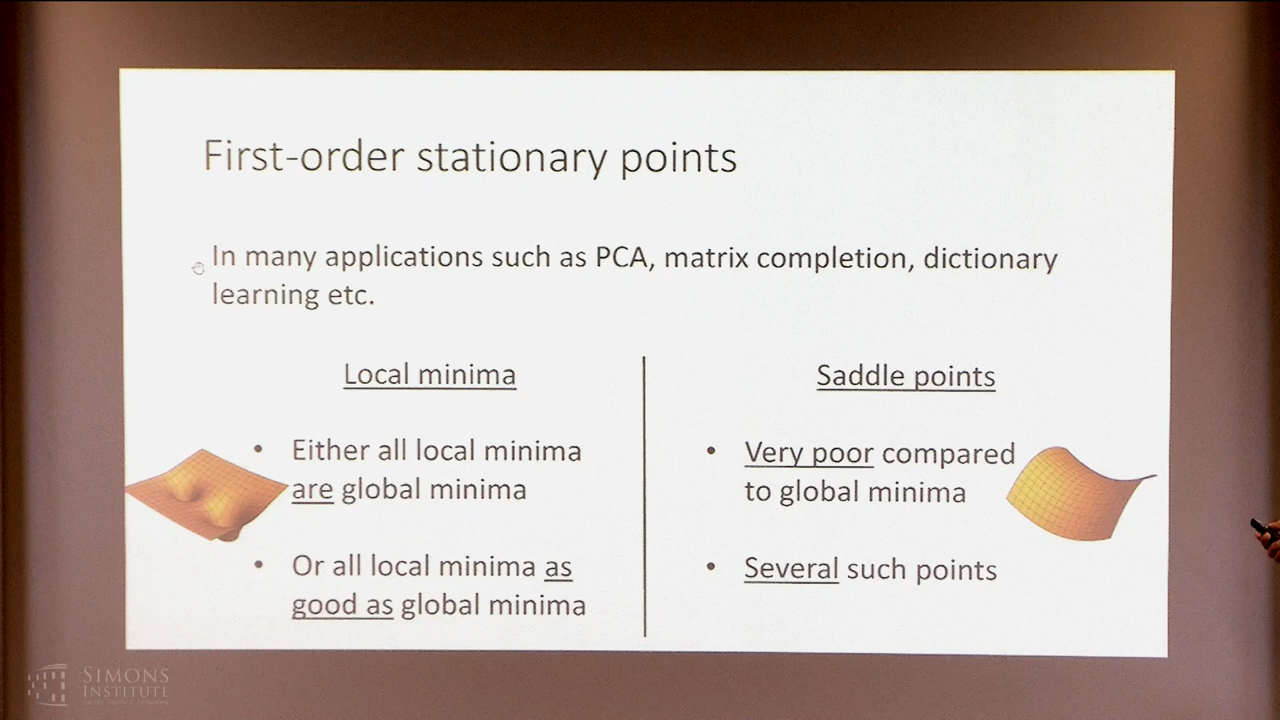 First-order stationary points
In many applications such as PCA, matrix completion, dictionary
learning etc.
Local minima
• Either all local minima
are global minima
• Or all local minima as
good as global minima
Saddle points
• Very poor compared
to global minima
• Several such points
SIMONS
INSTITUTE